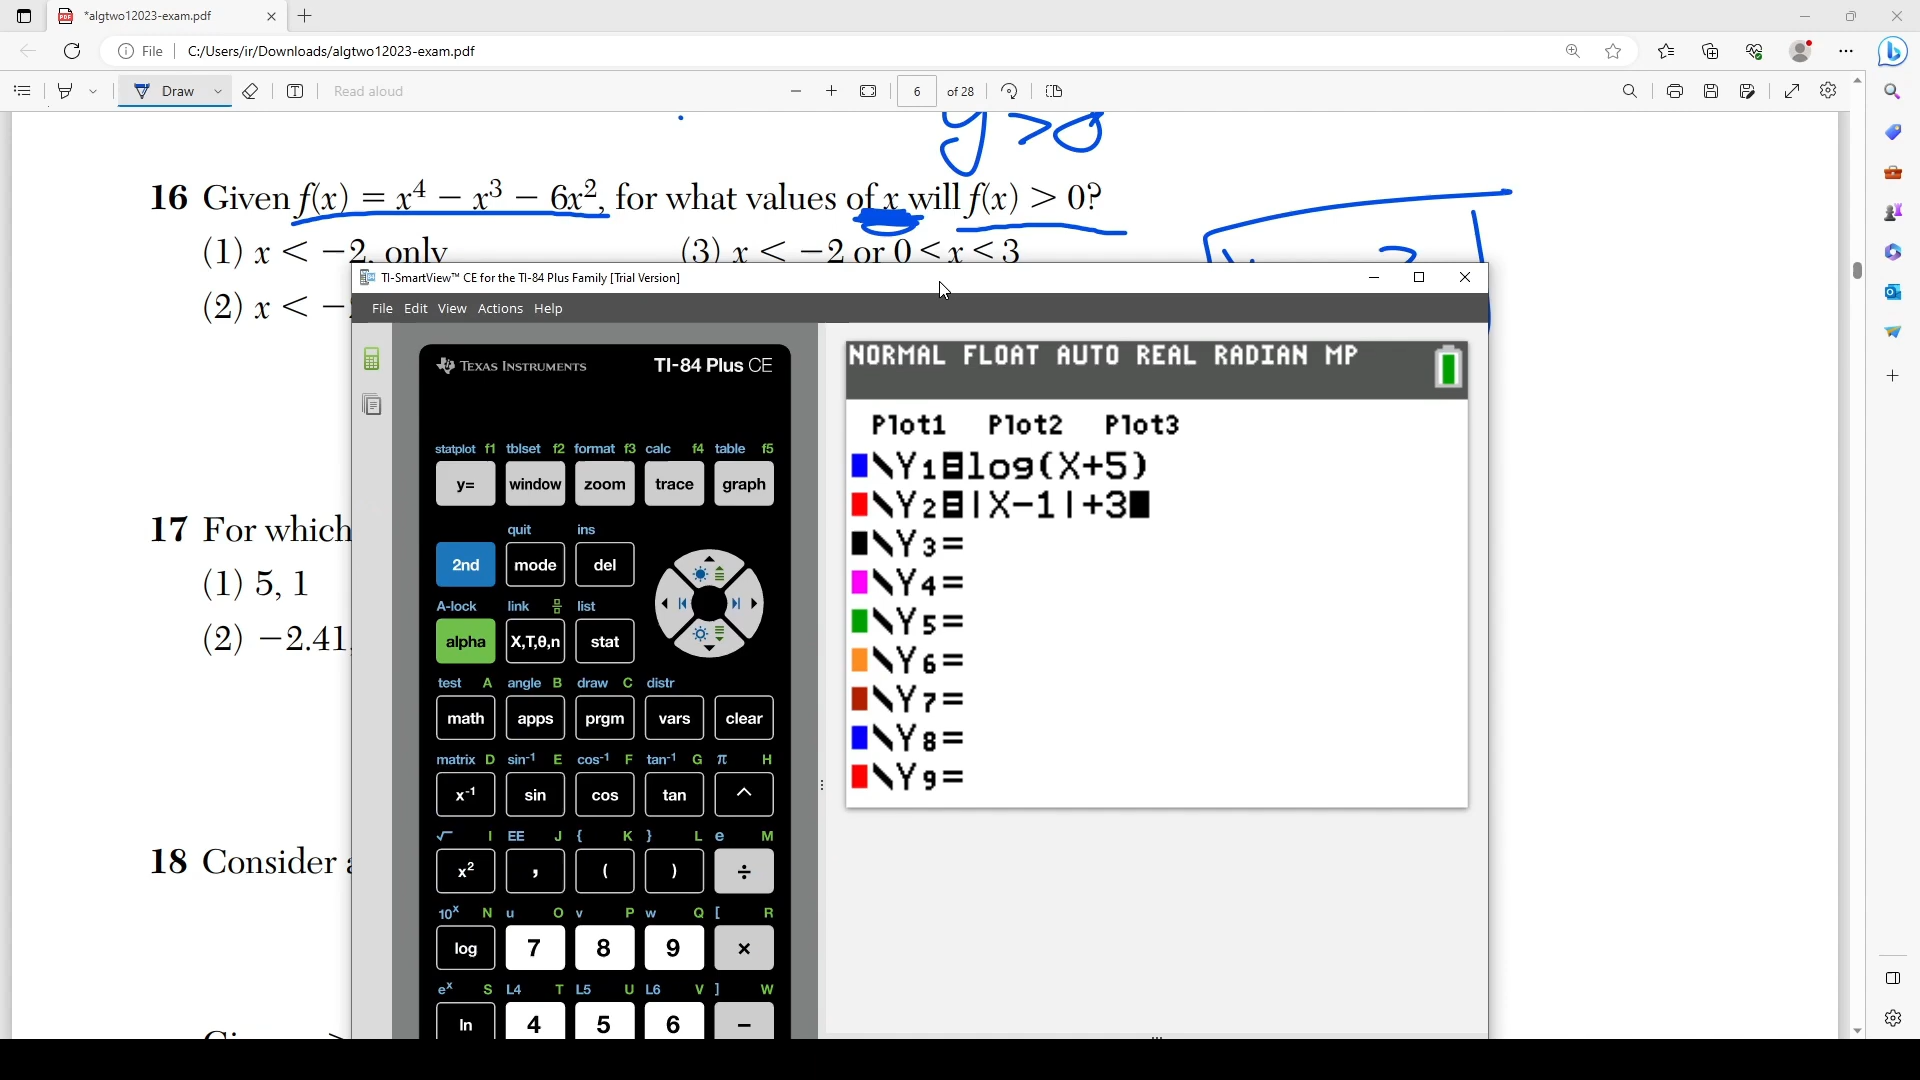 *algtwo12023-exam.pdf
File C:/Users/ir/Downloads/algtwo12023-exam.pdf
Draw Read aloud 6 of 28
y > 0
16 Given f(x) = x⁴ − x³ − 6x², for what values of x will f(x) > 0?
(1) x < −2, only (3) x < −2 or 0 < x < 3
(2) x < −
TI-SmartView™ CE for the TI-84 Plus Family [Trial Version]
File Edit View Actions Help
TEXAS INSTRUMENTS TI-84 Plus CE
statplot f1 tblset f2 format f3 calc f4 table f5
y= window zoom trace graph
quit ins
2nd mode del
A-lock link list
alpha X,T,θ,n stat
test A angle B draw C distr
math apps prgm vars clear
matrix D sin⁻¹ E cos⁻¹ F tan⁻¹ G π H
x⁻¹ sin cos tan ^
√ I EE J { K } L e M
x² , ( ) ÷
10ˣ N u O v P w Q [ R
log 7 8 9 ×
eˣ S L4 T L5 U L6 V ] W
ln 4 5 6 −
NORMAL FLOAT AUTO REAL RADIAN MP
Plot1 Plot2 Plot3
\Y1=log(X+5)
\Y2=|X-1|+3
\Y3=
\Y4=
\Y5=
\Y6=
\Y7=
\Y8=
\Y9=
17 For which
(1) 5, 1
(2) −2.41,
18 Consider a